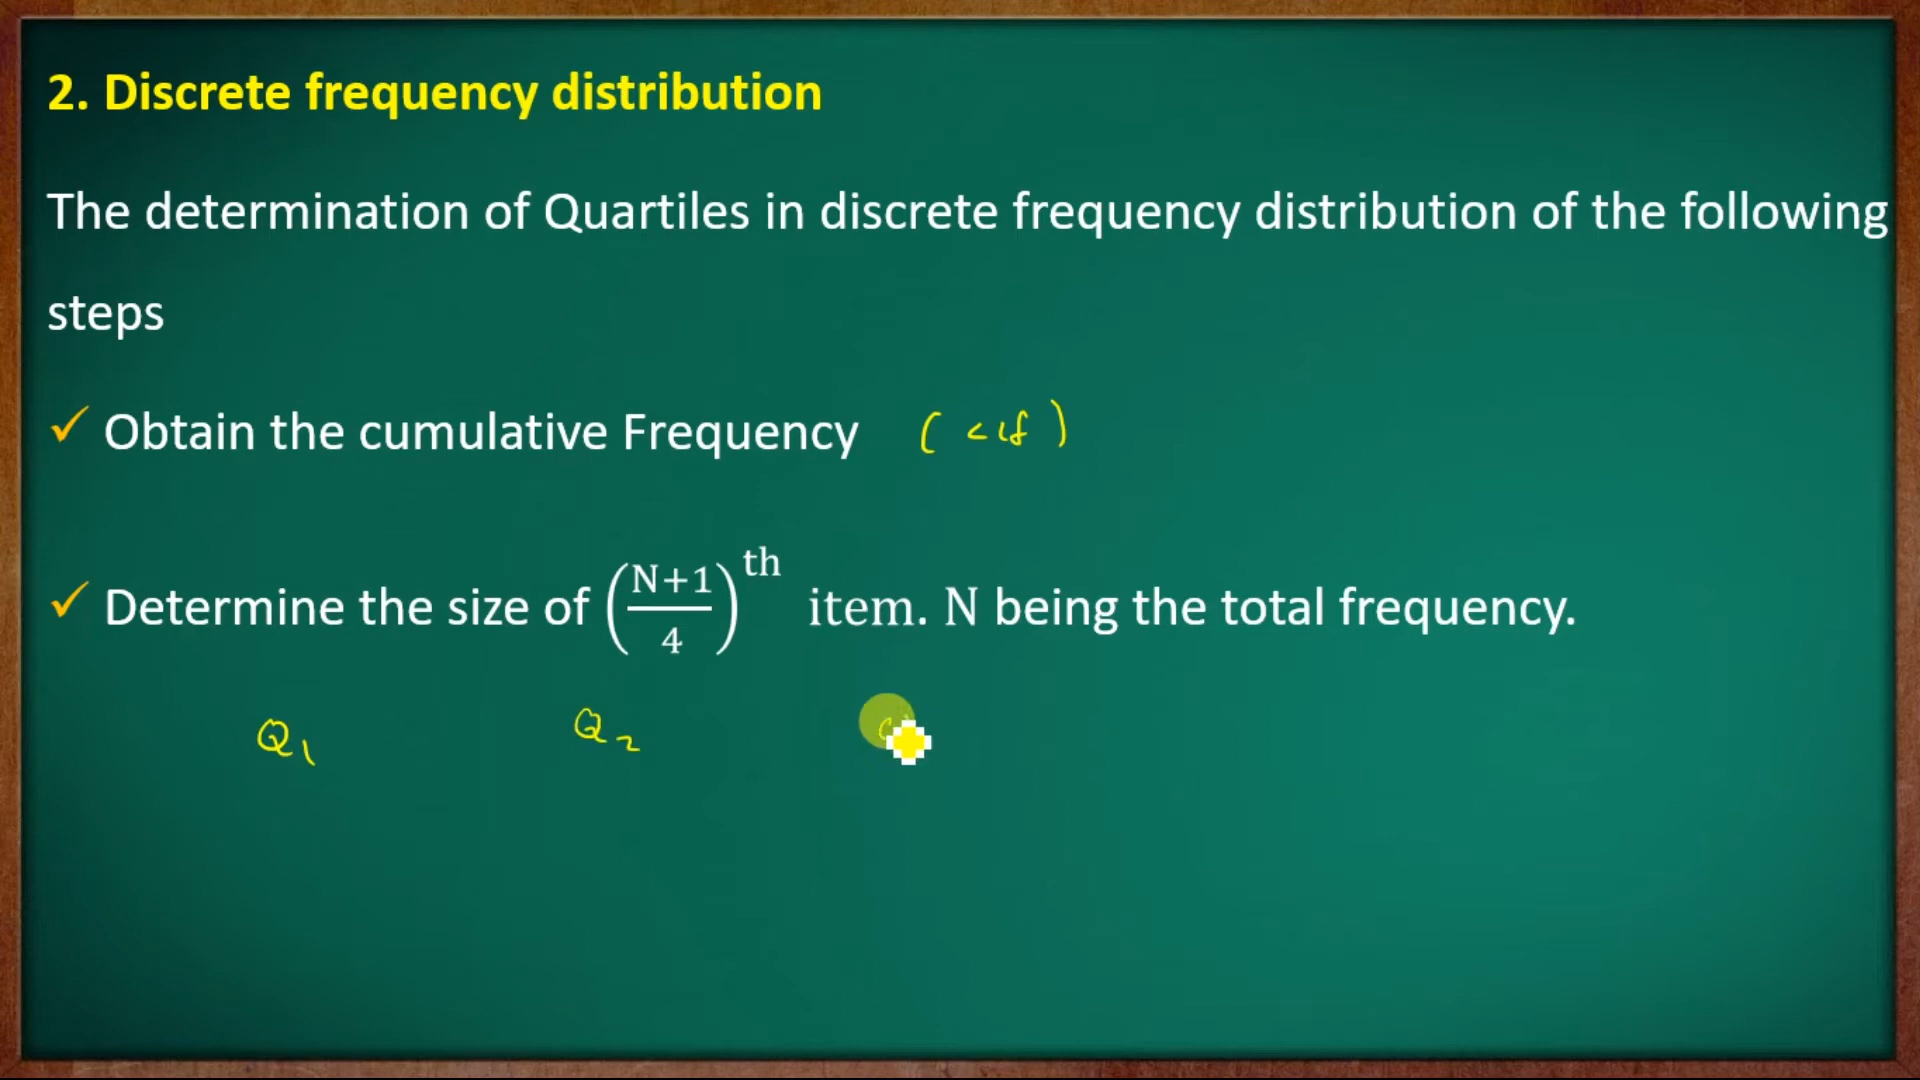 2. Discrete frequency distribution
The determination of Quartiles in discrete frequency distribution of the following
steps
✓ Obtain the cumulative Frequency (<cf)
✓ Determine the size of ((N+1)/4)^th item. N being the total frequency.
Q₁ Q₂